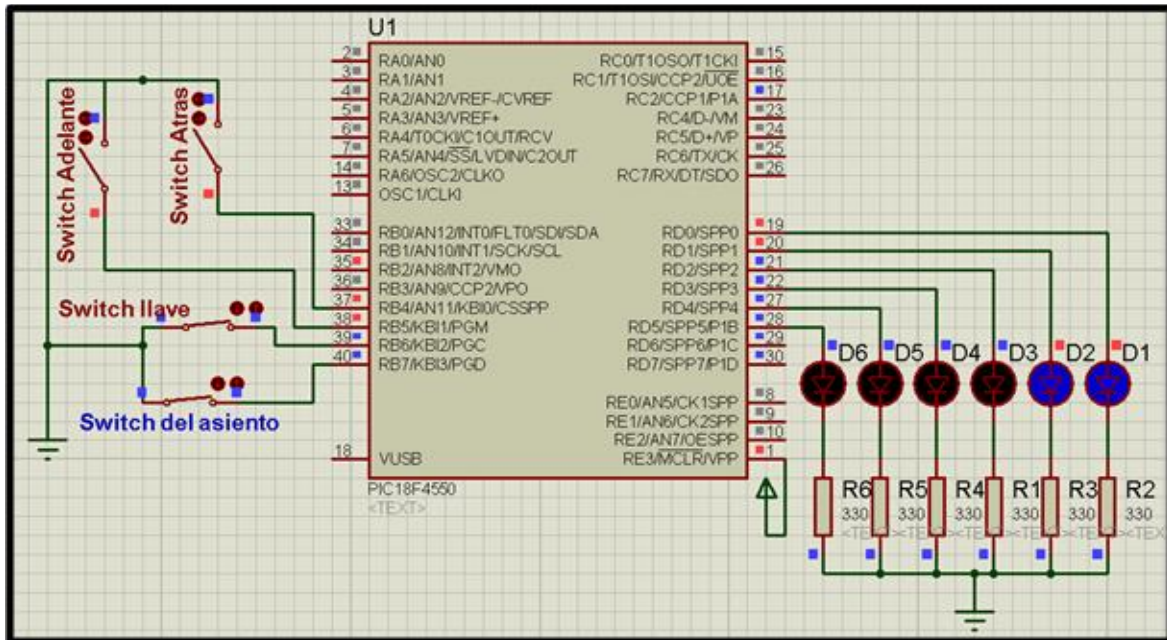 U1
2
RA0/AN0
3
RA1/AN1
4
RA2/AN2/VREF-/CVREF
5
RA3/AN3/VREF+
6
RA4/T0CKI/C1OUT/RCV
7
RA5/AN4/SS/LVDIN/C2OUT
14
RA6/OSC2/CLKO
13
OSC1/CLKI
33
RB0/AN12/INT0/FLT0/SDI/SDA
34
RB1/AN10/INT1/SCK/SCL
35
RB2/AN8/INT2/VMO
36
RB3/AN9/CCP2/VPO
37
RB4/AN11/KBI0/CSSPP
38
RB5/KBI1/PGM
39
RB6/KBI2/PGC
40
RB7/KBI3/PGD
18
VUSB
RC0/T1OSO/T1CKI
15
RC1/T1OSI/CCP2/UOE
16
RC2/CCP1/P1A
17
RC4/D-/VM
23
RC5/D+/VP
24
RC6/TX/CK
25
RC7/RX/DT/SDO
26
RD0/SPP0
19
RD1/SPP1
20
RD2/SPP2
21
RD3/SPP3
22
RD4/SPP4
27
RD5/SPP5/P1B
28
RD6/SPP6/P1C
29
RD7/SPP7/P1D
30
RE0/AN5/CK1SPP
8
RE1/AN6/CK2SPP
9
RE2/AN7/OESPP
10
RE3/MCLR/VPP
1
PIC18F4550
<TEXT>
Switch Adelante
Switch Atras
Switch llave
Switch del asiento
D6
D5
D4
D3
D2
D1
R6
330
R5
330
R4
330
R1
330
R3
330
R2
330